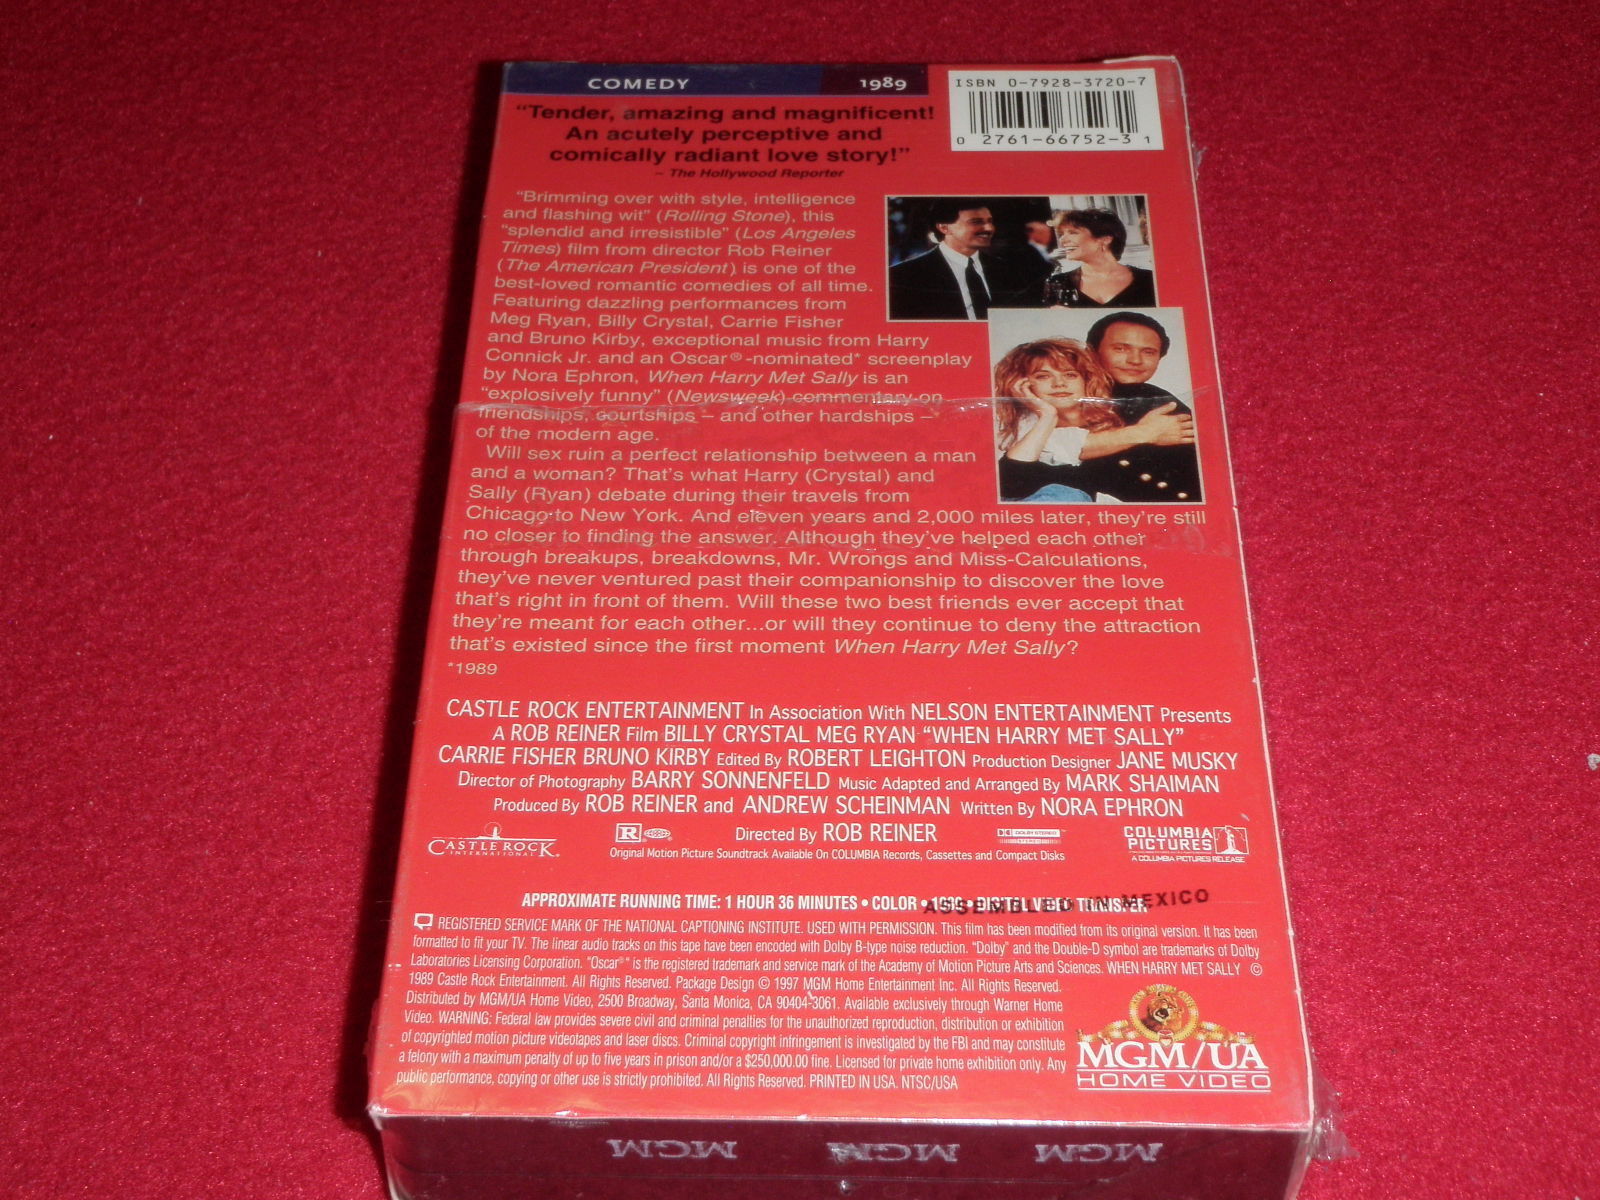 COMEDY 1989
ISBN 0-7928-3720-7
0 2761-66752-3 1
"Tender, amazing and magnificent!
An acutely perceptive and
comically radiant love story!"
~ The Hollywood Reporter
"Brimming over with style, intelligence
and flashing wit" (Rolling Stone), this
"splendid and irresistible" (Los Angeles
Times) film from director Rob Reiner
(The American President) is one of the
best-loved romantic comedies of all time.
Featuring dazzling performances from
Meg Ryan, Billy Crystal, Carrie Fisher
and Bruno Kirby, exceptional music from Harry
Connick Jr. and an Oscar®-nominated* screenplay
by Nora Ephron, When Harry Met Sally is an
"explosively funny" (Newsweek) commentary on
friendships, courtships – and other hardships –
of the modern age.
Will sex ruin a perfect relationship between a man
and a woman? That's what Harry (Crystal) and
Sally (Ryan) debate during their travels from
Chicago to New York. And eleven years and 2,000 miles later, they're still
no closer to finding the answer. Although they've helped each other
through breakups, breakdowns, Mr. Wrongs and Miss-Calculations,
they've never ventured past their companionship to discover the love
that's right in front of them. Will these two best friends ever accept that
they're meant for each other...or will they continue to deny the attraction
that's existed since the first moment When Harry Met Sally?
*1989
CASTLE ROCK ENTERTAINMENT In Association With NELSON ENTERTAINMENT Presents
A ROB REINER Film BILLY CRYSTAL MEG RYAN "WHEN HARRY MET SALLY"
CARRIE FISHER BRUNO KIRBY Edited By ROBERT LEIGHTON Production Designer JANE MUSKY
Director of Photography BARRY SONNENFELD Music Adapted and Arranged By MARK SHAIMAN
Produced By ROB REINER and ANDREW SCHEINMAN Written By NORA EPHRON
CASTLE ROCK INTERNATIONAL R Directed By ROB REINER DOLBY STEREO COLUMBIA PICTURES
Original Motion Picture Soundtrack Available On COLUMBIA Records, Cassettes and Compact Disks
A COLUMBIA PICTURES RELEASE
APPROXIMATE RUNNING TIME: 1 HOUR 36 MINUTES • COLOR • 1989 • DIGITAL VIDEO TRANSFER
ASSEMBLED IN MEXICO
REGISTERED SERVICE MARK OF THE NATIONAL CAPTIONING INSTITUTE. USED WITH PERMISSION. This film has been modified from its original version. It has been
formatted to fit your TV. The linear audio tracks on this tape have been encoded with Dolby B-type noise reduction. "Dolby" and the Double-D symbol are trademarks of Dolby
Laboratories Licensing Corporation. "Oscar®" is the registered trademark and service mark of the Academy of Motion Picture Arts and Sciences. WHEN HARRY MET SALLY ©
1989 Castle Rock Entertainment. All Rights Reserved. Package Design © 1997 MGM Home Entertainment Inc. All Rights Reserved.
Distributed by MGM/UA Home Video, 2500 Broadway, Santa Monica, CA 90404-3061. Available exclusively through Warner Home
Video. WARNING: Federal law provides severe civil and criminal penalties for the unauthorized reproduction, distribution or exhibition
of copyrighted motion picture videotapes and laser discs. Criminal copyright infringement is investigated by the FBI and may constitute
a felony with a maximum penalty of up to five years in prison and/or a $250,000.00 fine. Licensed for private home exhibition only. Any
public performance, copying or other use is strictly prohibited. All Rights Reserved. PRINTED IN USA. NTSC/USA
MGM/UA
HOME VIDEO
MGM MGM MGM